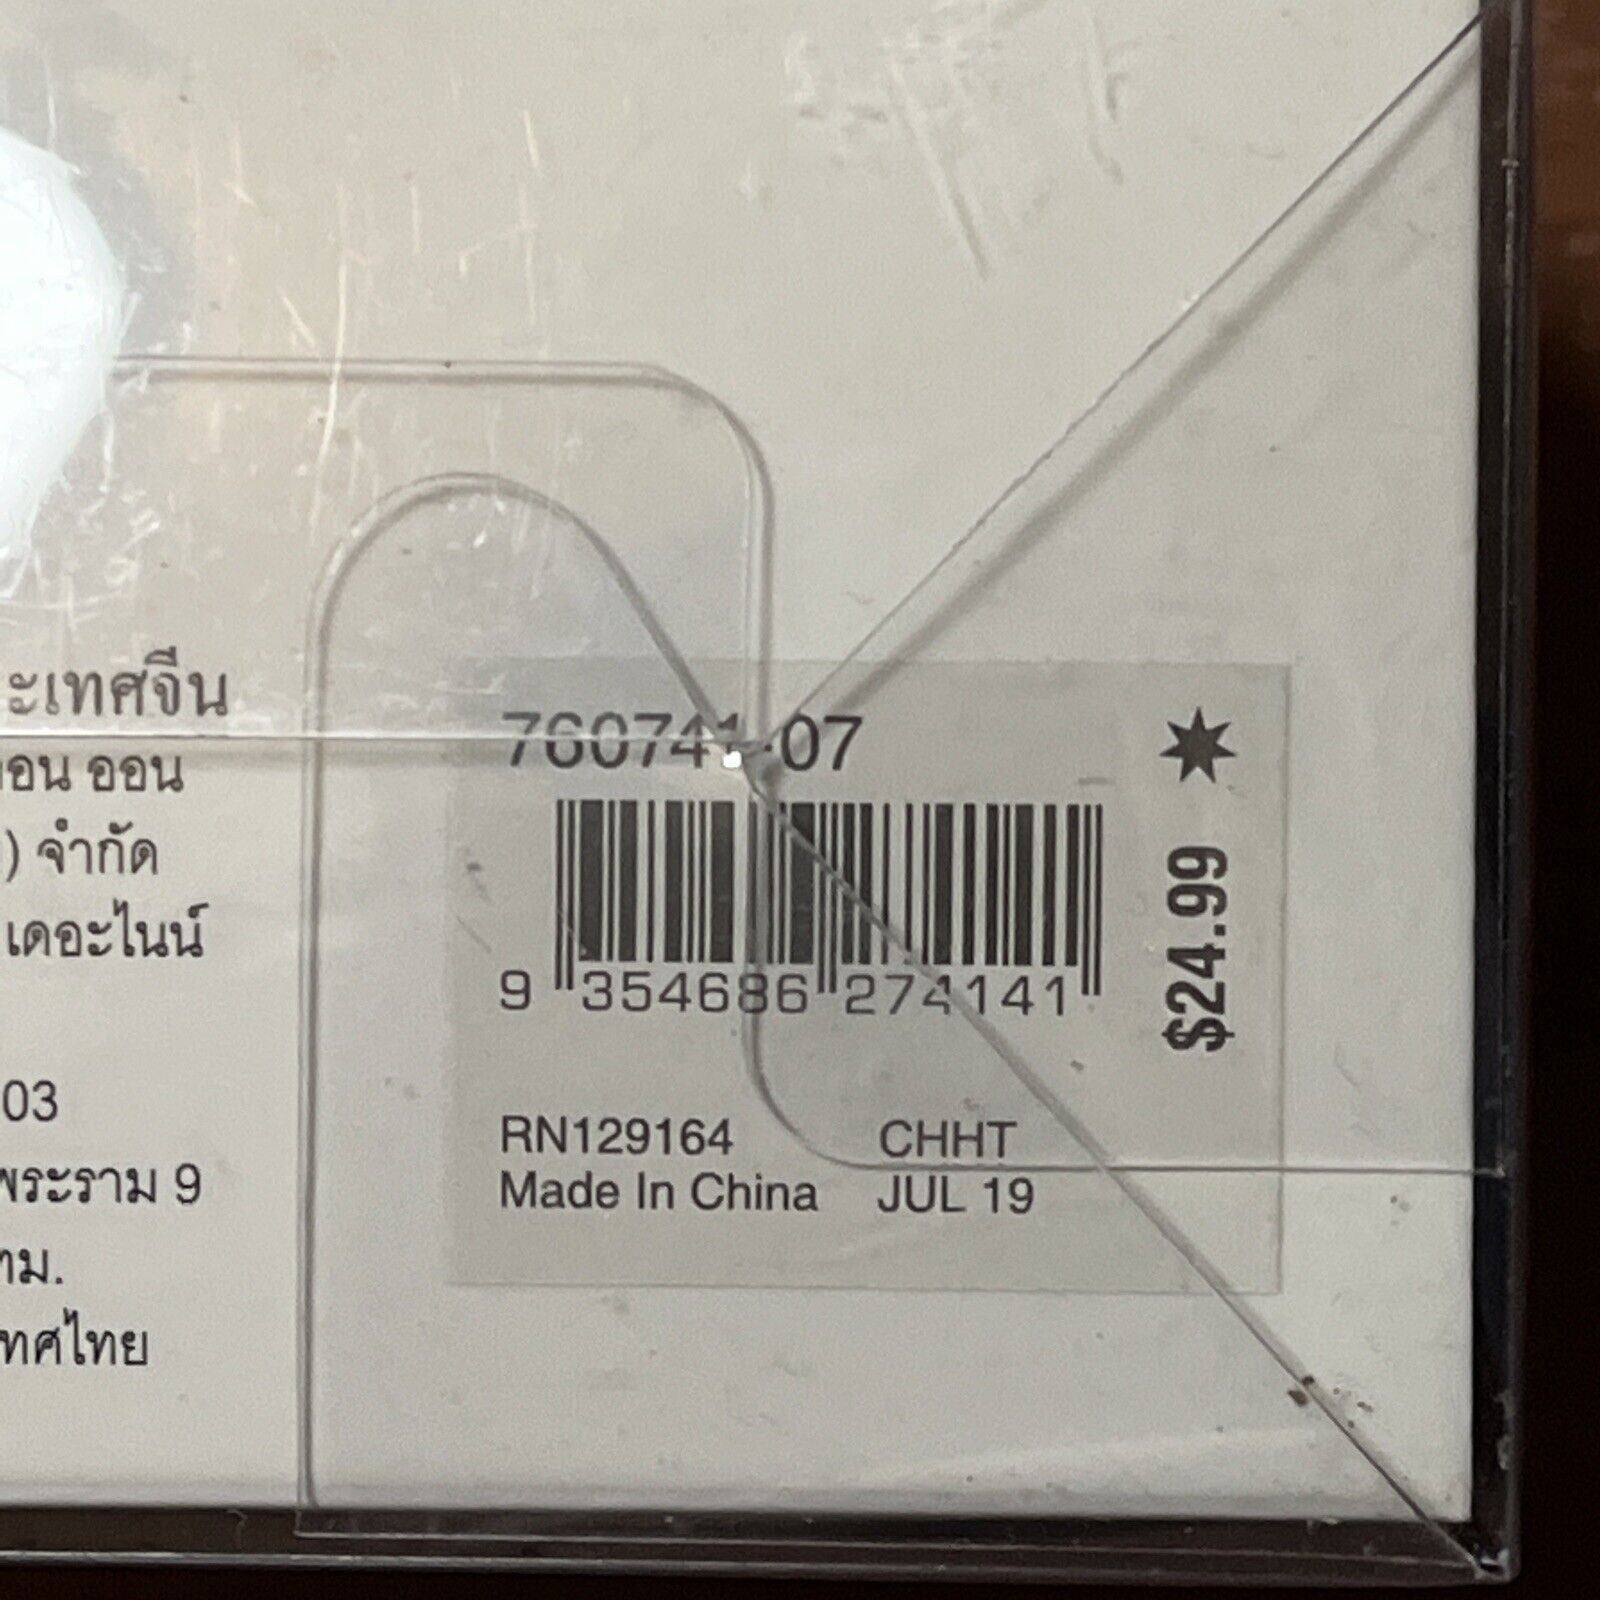 ะเทศจีน
อน ออน
) จำกัด
เดอะไนน์
03
พระราม 9
ทม.
ทศไทย
760741-07
9 354686 274141
$24.99
RN129164 CHHT
Made In China JUL 19